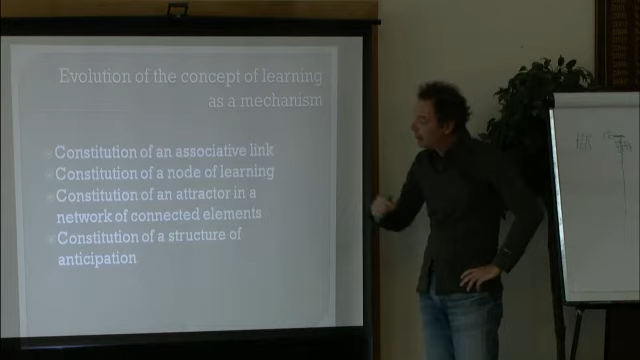 Evolution of the concept of learning
as a mechanism
Constitution of an associative link
Constitution of a node of learning
Constitution of an attractor in a
network of connected elements
Constitution of a structure of
anticipation